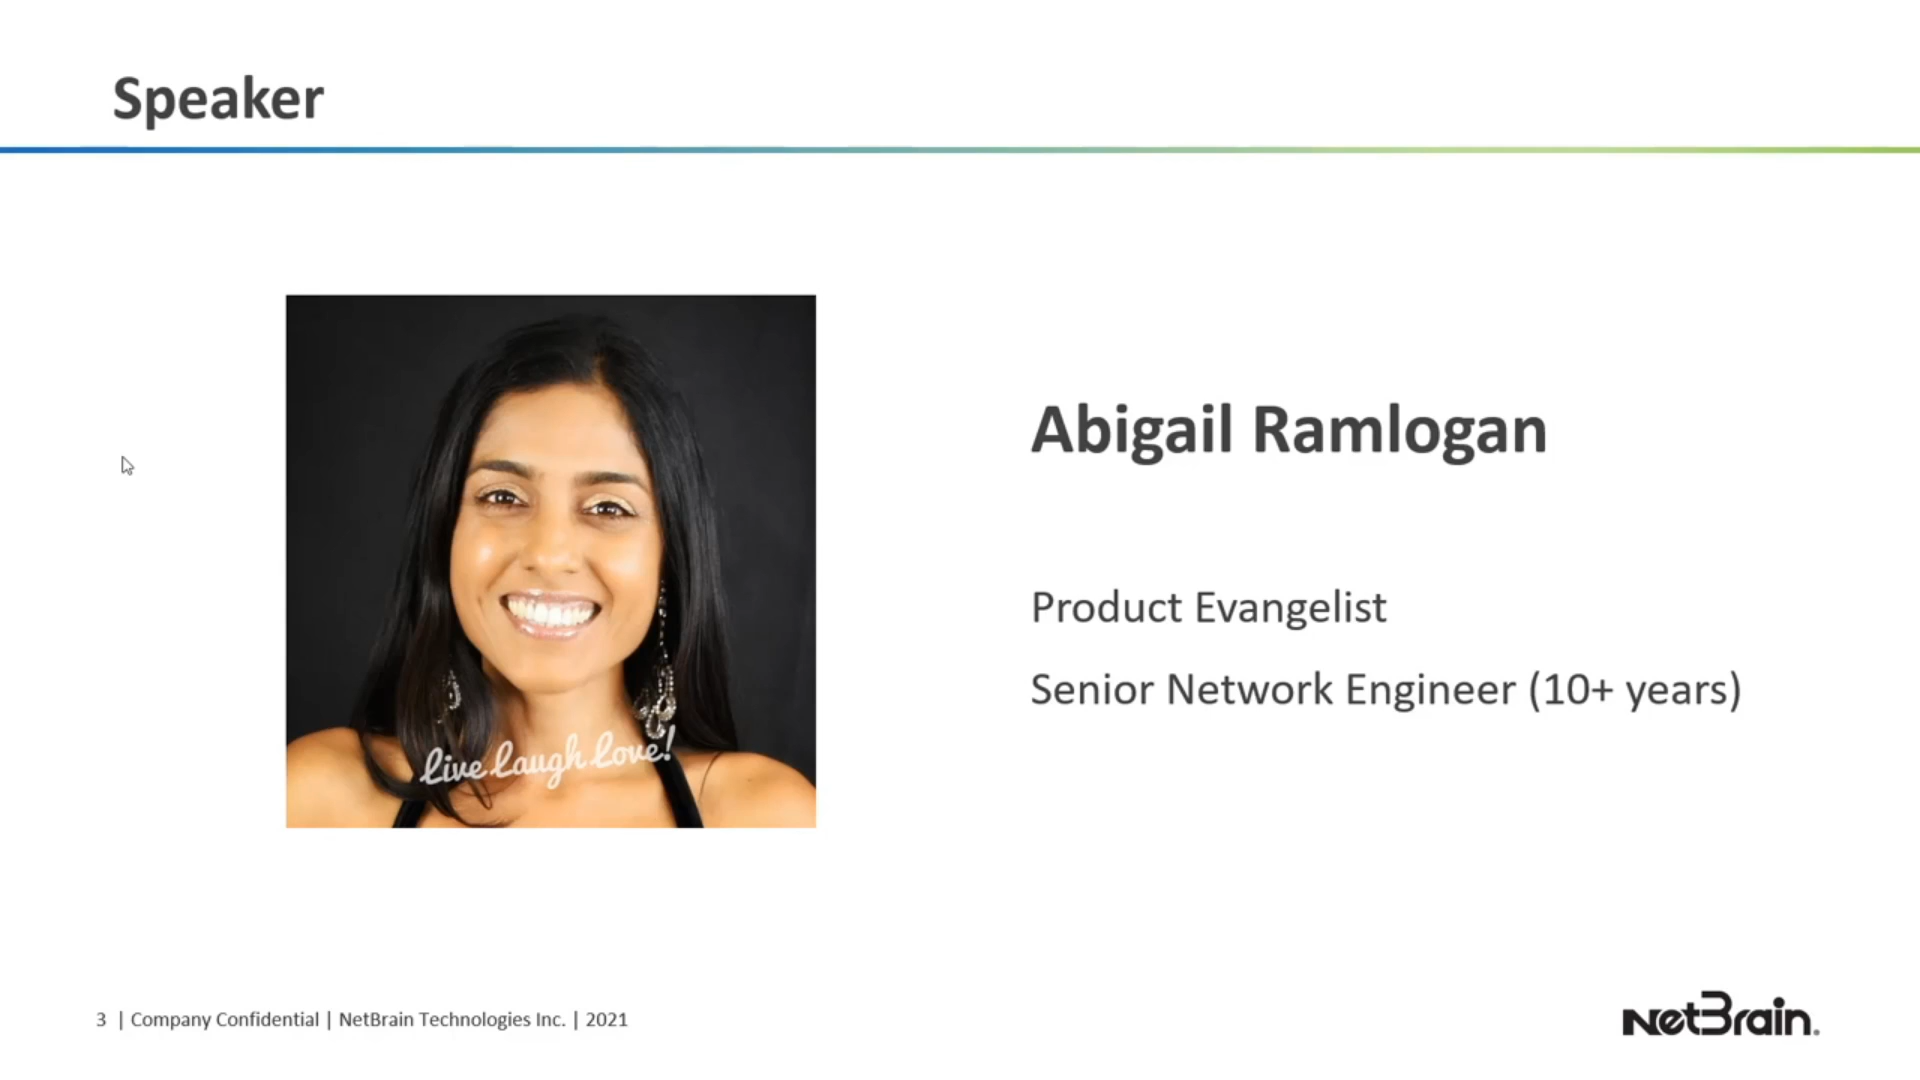 Speaker
Live Laugh Love!
Abigail Ramlogan
Product Evangelist
Senior Network Engineer (10+ years)
3 | Company Confidential | NetBrain Technologies Inc. | 2021
NetBrain